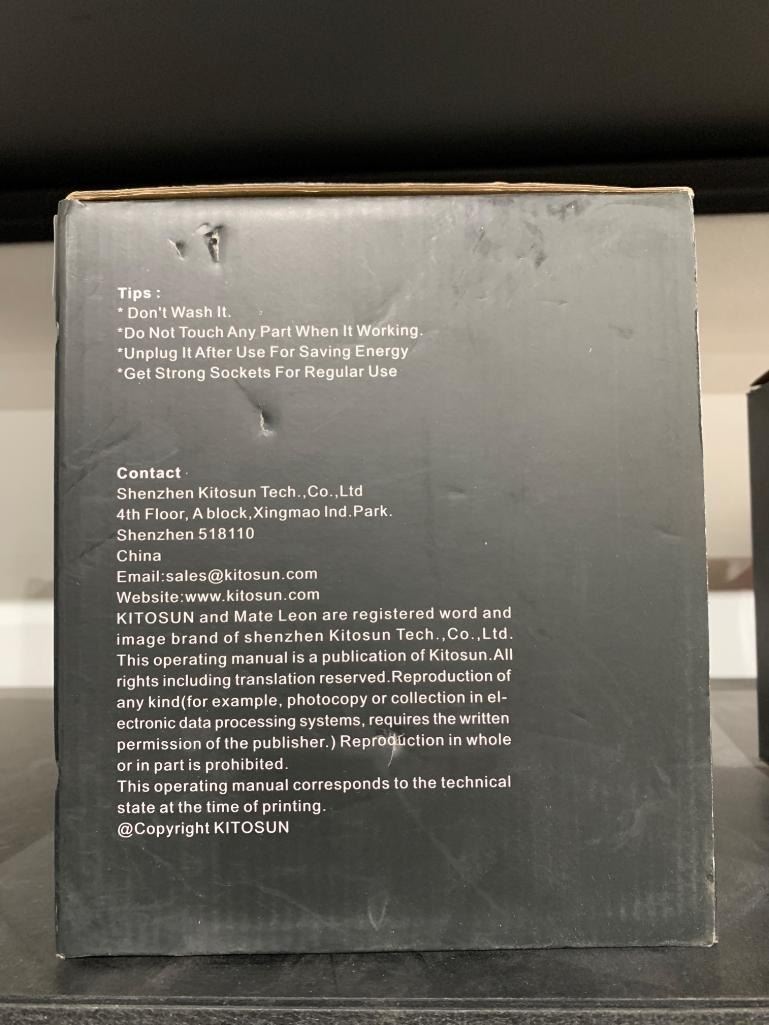 Tips :
* Don't Wash It.
*Do Not Touch Any Part When It Working.
*Unplug It After Use For Saving Energy
*Get Strong Sockets For Regular Use
Contact
Shenzhen Kitosun Tech.,Co.,Ltd
4th Floor, A block,Xingmao Ind.Park.
Shenzhen 518110
China
Email:sales@kitosun.com
Website:www.kitosun.com
KITOSUN and Mate Leon are registered word and
image brand of shenzhen Kitosun Tech.,Co.,Ltd.
This operating manual is a publication of Kitosun.All
rights including translation reserved.Reproduction of
any kind(for example, photocopy or collection in el-
ectronic data processing systems, requires the written
permission of the publisher.) Reproduction in whole
or in part is prohibited.
This operating manual corresponds to the technical
state at the time of printing.
@Copyright KITOSUN